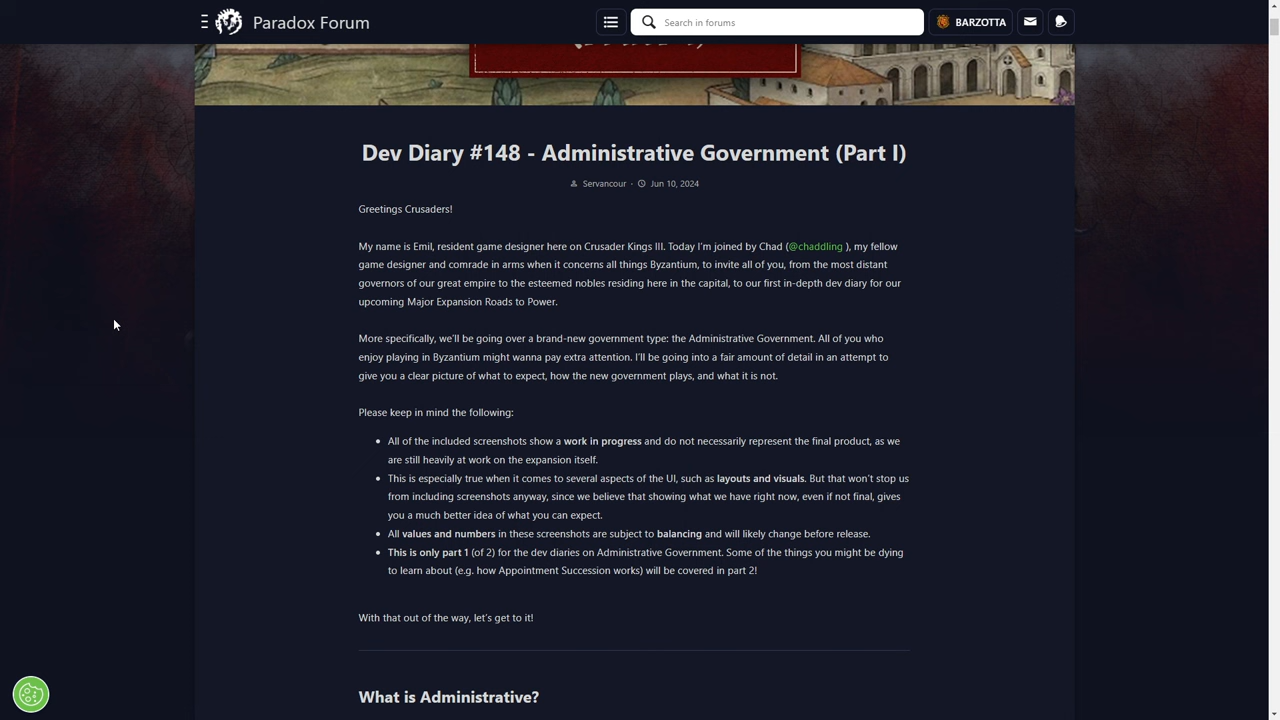 Paradox Forum
Search in forums
BARZOTTA
Dev Diary #148 - Administrative Government (Part I)
Servancour · Jun 10, 2024
Greetings Crusaders!
My name is Emil, resident game designer here on Crusader Kings III. Today I'm joined by Chad (@chaddling ), my fellow
game designer and comrade in arms when it concerns all things Byzantium, to invite all of you, from the most distant
governors of our great empire to the esteemed nobles residing here in the capital, to our first in-depth dev diary for our
upcoming Major Expansion Roads to Power.
More specifically, we'll be going over a brand-new government type: the Administrative Government. All of you who
enjoy playing in Byzantium might wanna pay extra attention. I'll be going into a fair amount of detail in an attempt to
give you a clear picture of what to expect, how the new government plays, and what it is not.
Please keep in mind the following:
• All of the included screenshots show a work in progress and do not necessarily represent the final product, as we
are still heavily at work on the expansion itself.
• This is especially true when it comes to several aspects of the UI, such as layouts and visuals. But that won't stop us
from including screenshots anyway, since we believe that showing what we have right now, even if not final, gives
you a much better idea of what you can expect.
• All values and numbers in these screenshots are subject to balancing and will likely change before release.
• This is only part 1 (of 2) for the dev diaries on Administrative Government. Some of the things you might be dying
to learn about (e.g. how Appointment Succession works) will be covered in part 2!
With that out of the way, let's get to it!
What is Administrative?